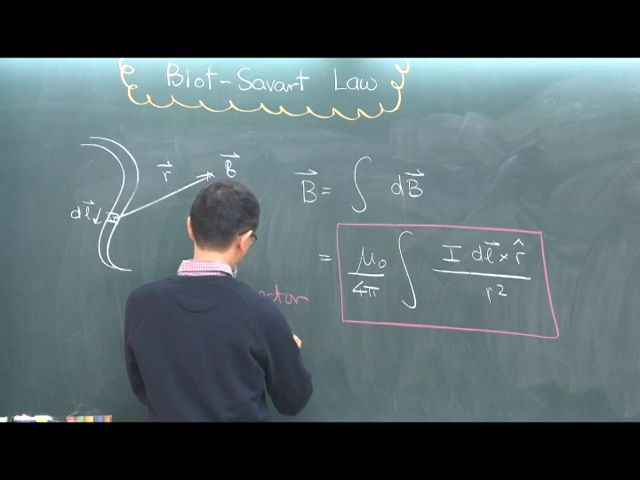 Biot-Savart Law
r⃗ B⃗
dl⃗
B⃗ = ∫ dB⃗
= μ₀/4π ∫ I dl⃗ × r̂ / r²